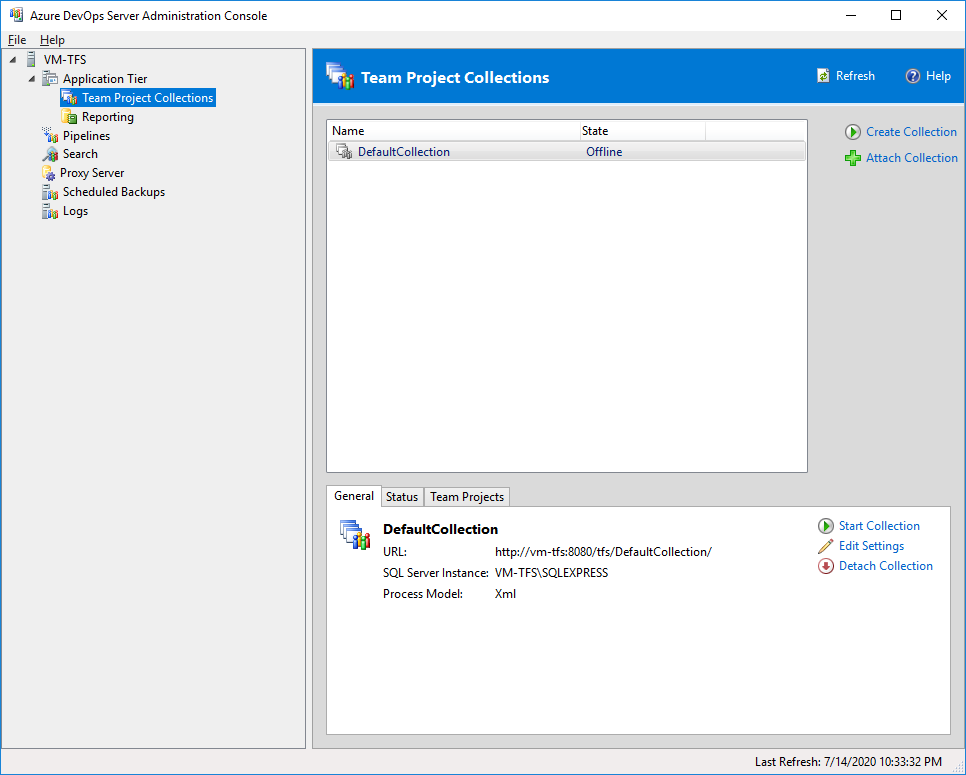 Azure DevOps Server Administration Console
File Help
VM-TFS
Application Tier
Team Project Collections
Reporting
Pipelines
Search
Proxy Server
Scheduled Backups
Logs
Team Project Collections
Refresh Help
Name State
DefaultCollection Offline
Create Collection
Attach Collection
General Status Team Projects
DefaultCollection
URL: http://vm-tfs:8080/tfs/DefaultCollection/
SQL Server Instance: VM-TFS\SQLEXPRESS
Process Model: Xml
Start Collection
Edit Settings
Detach Collection
Last Refresh: 7/14/2020 10:33:32 PM